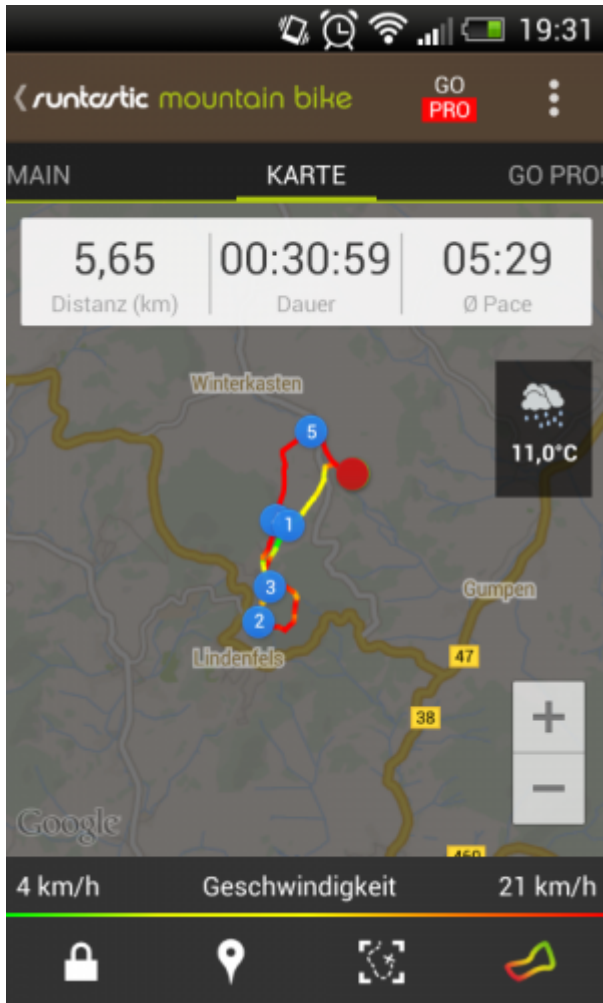 19:31
runtastic mountain bike
GO
PRO
MAIN
KARTE
GO PRO!
5,65
00:30:59
05:29
Distanz (km)
Dauer
Ø Pace
Winterkasten
5
11,0°C
1
3
Gumpen
2
Lindenfels
47
38
Google
460
4 km/h
Geschwindigkeit
21 km/h